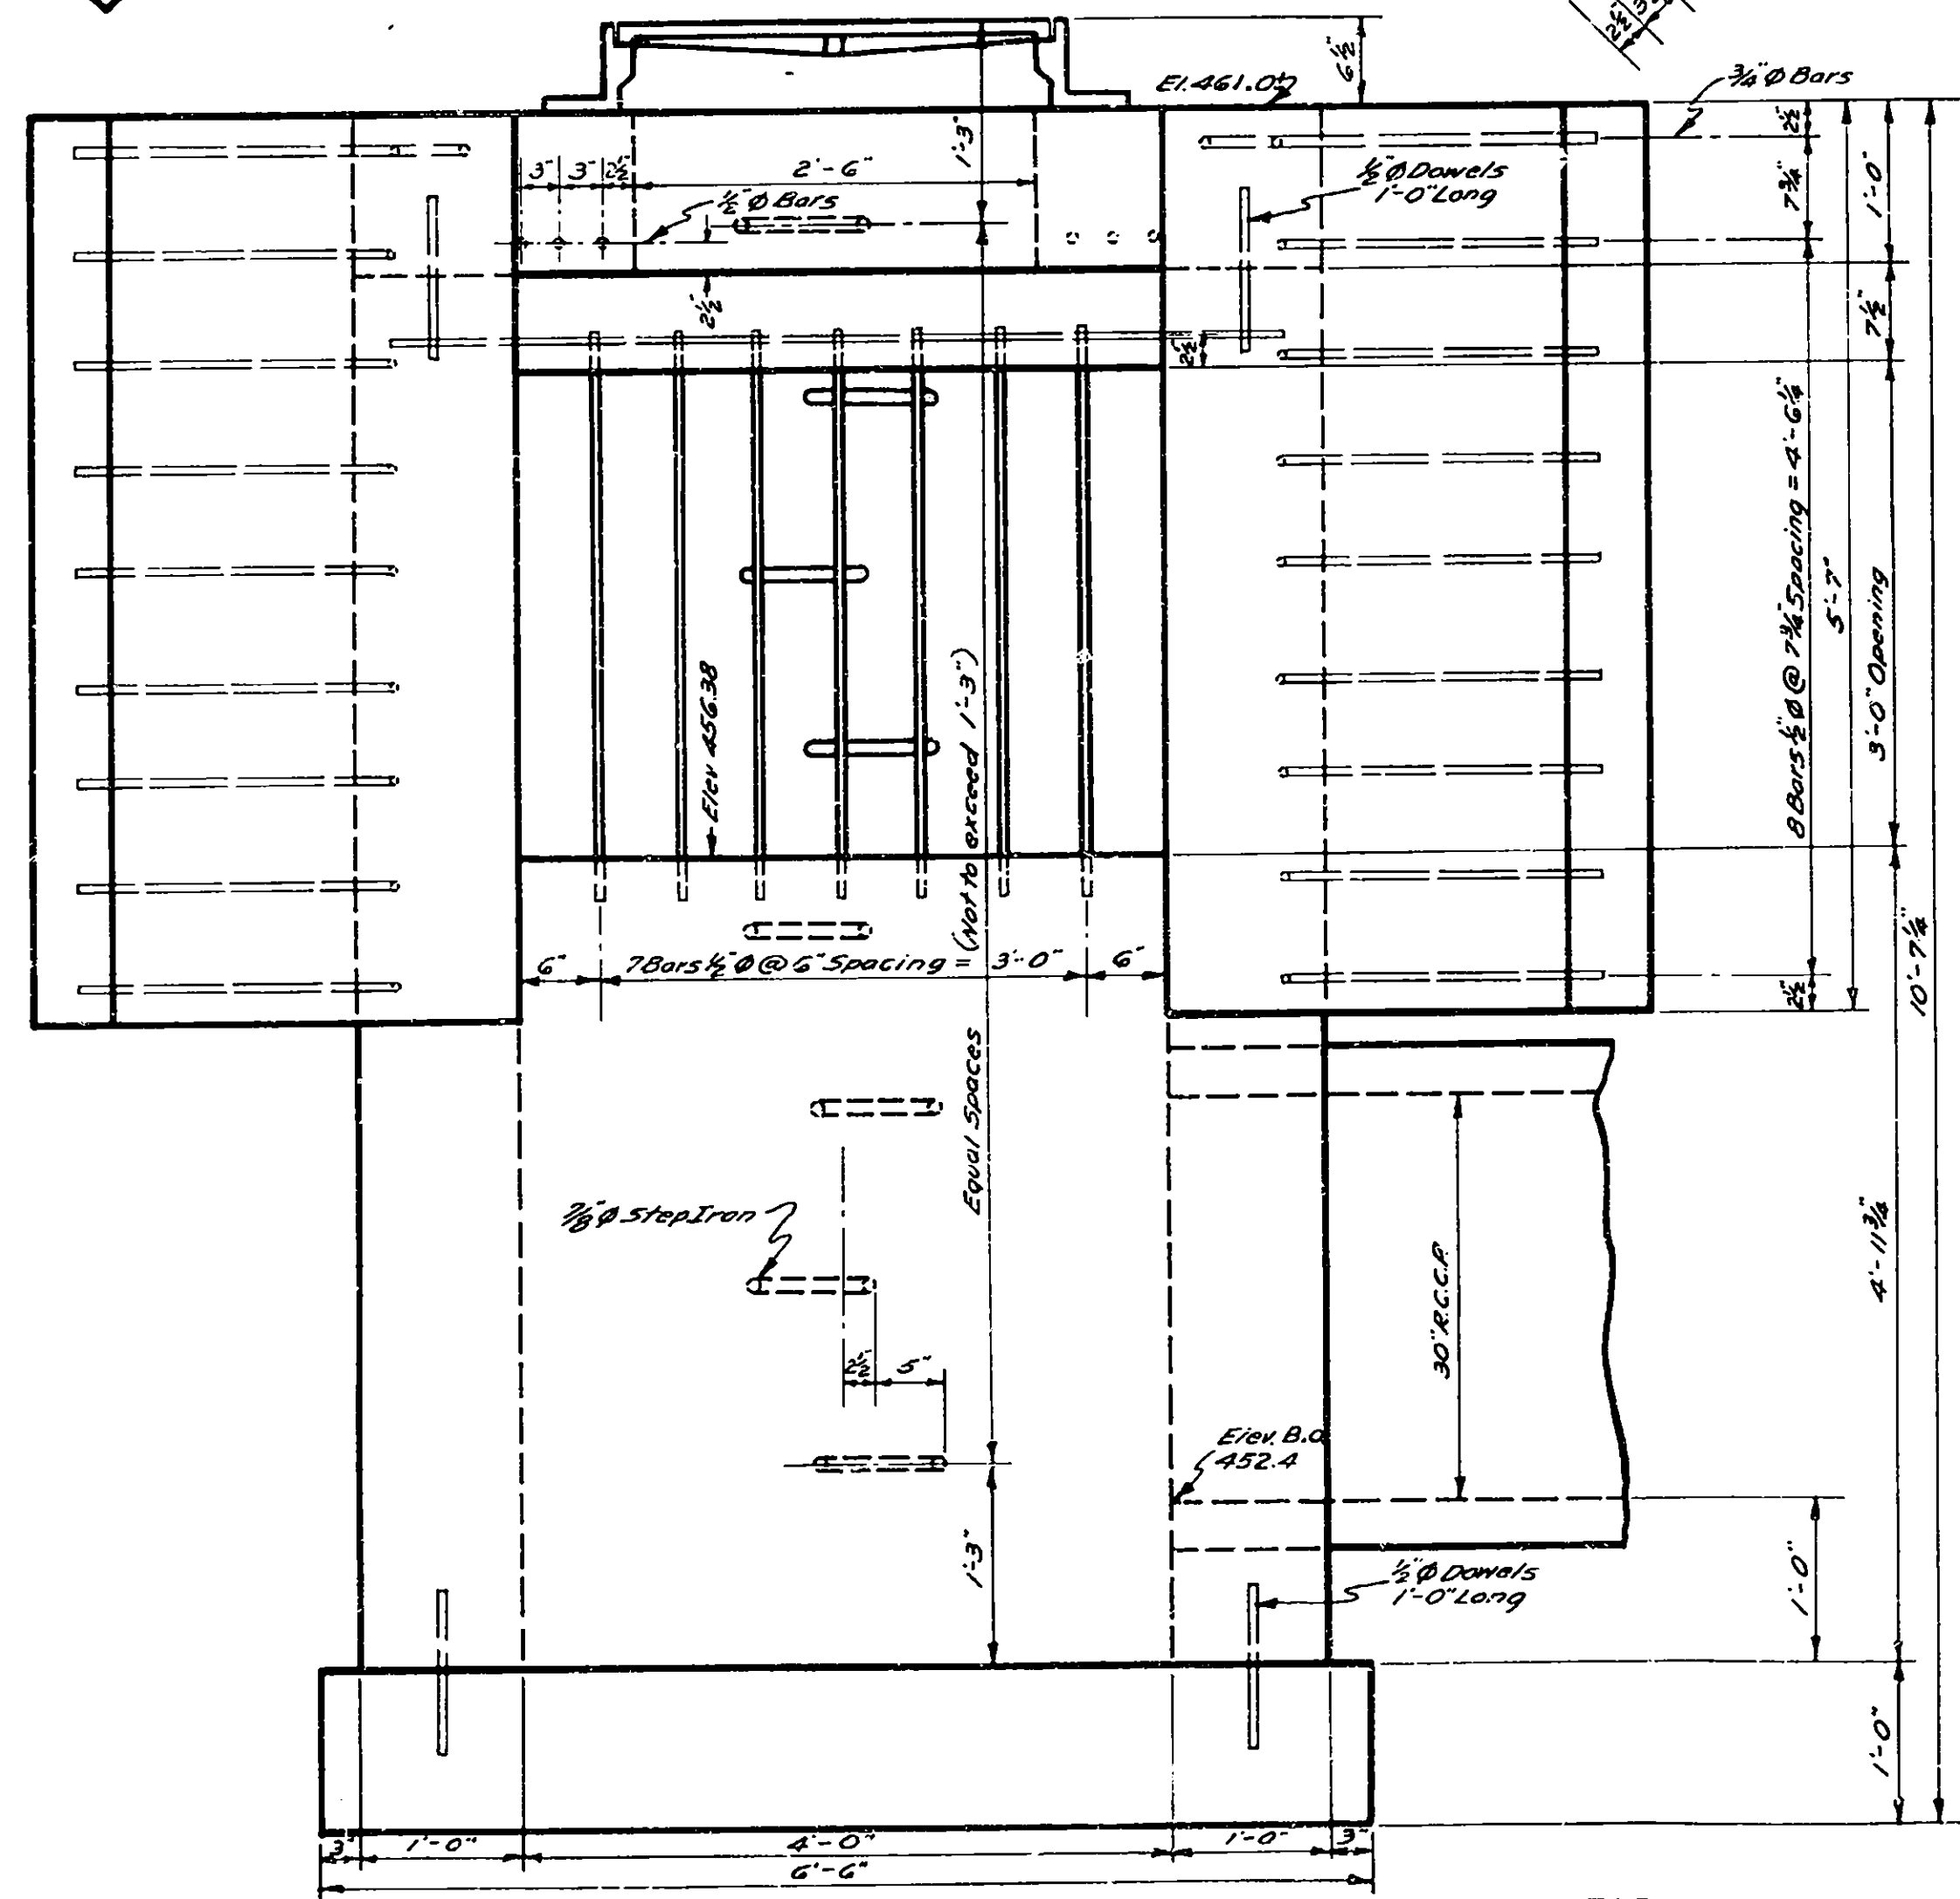 2½"
6½"
El. 461.0±
¾" Φ Bars
1'-3"
3" 3" 2½"
2'-6"
½" Φ Bars
½" Φ Dowels
1'-0" Long
2½"
7¾"
1'-0"
2½"
2½"
7½"
8 Bars ½" Φ @ 7¾" Spacing = 4'-6¼"
5'-7"
3'-0" Opening
10'-7¼"
Elev 456.38
(Not to exceed 1'-3")
Equal Spaces
6" 7 Bars ½" Φ @ 6" Spacing = 3'-0" 6"
2½"
⅞" Φ Step Iron
2½" 5"
30" R.C.C.P.
4'-11¾"
Elev. B.O.
452.4
1'-3"
½" Φ Dowels
1'-0" Long
1'-0"
1'-0"
3" 1'-0" 4'-0" 1'-0" 3"
6'-6"